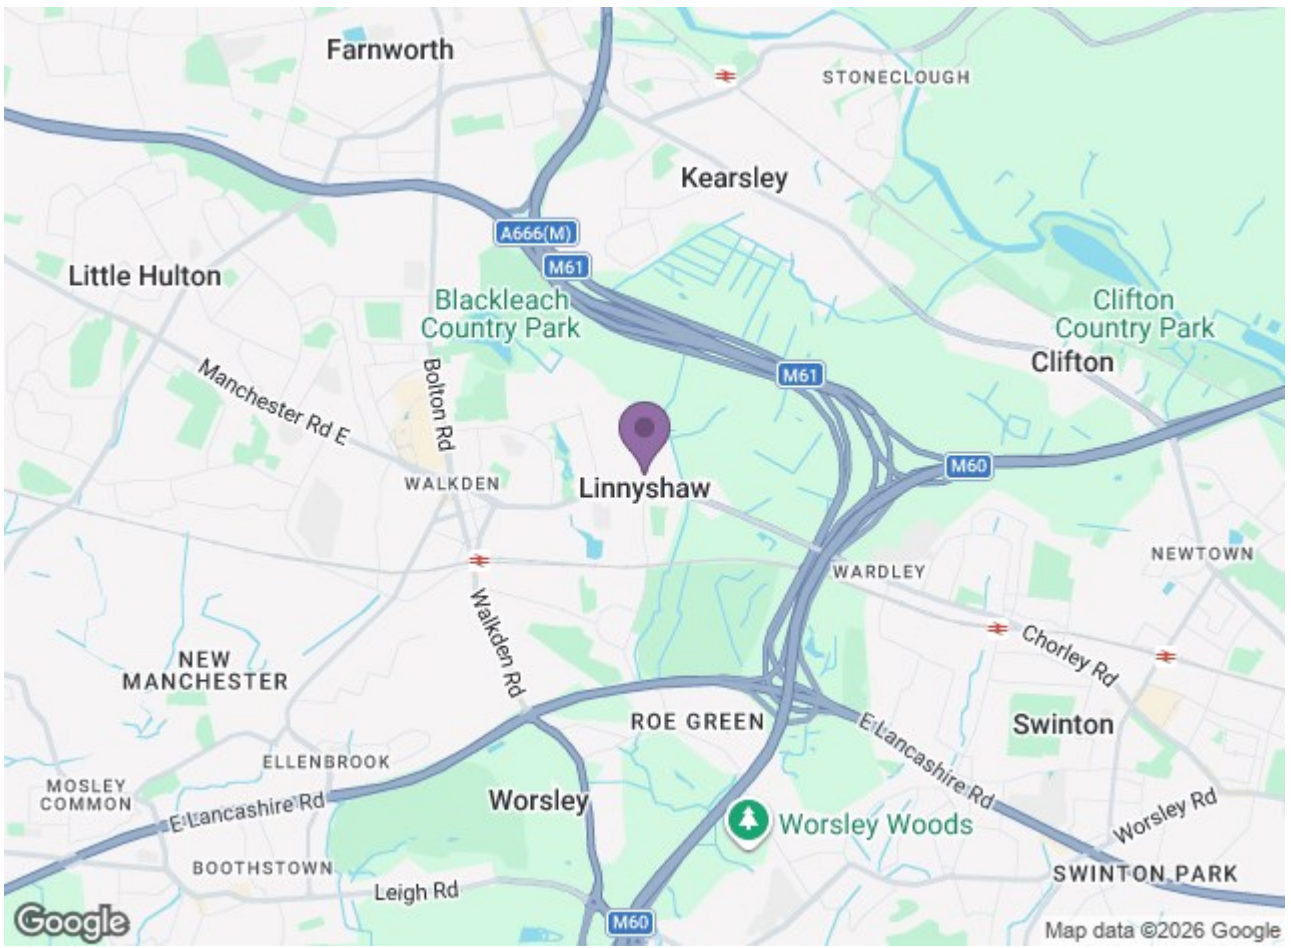 Farnworth
STONECLOUGH
Kearsley
A666(M)
M61
Little Hulton
Blackleach
Country Park
Clifton
Country Park
Clifton
M61
Manchester Rd E
Bolton Rd
M60
WALKDEN
Linnyshaw
NEWTOWN
WARDLEY
Walkden Rd
Chorley Rd
NEW
MANCHESTER
ROE GREEN
Swinton
E Lancashire Rd
ELLENBROOK
MOSLEY
COMMON
E Lancashire Rd
Worsley
Worsley Woods
Worsley Rd
BOOTHSTOWN
Leigh Rd
SWINTON PARK
M60
Google
Map data ©2026 Google